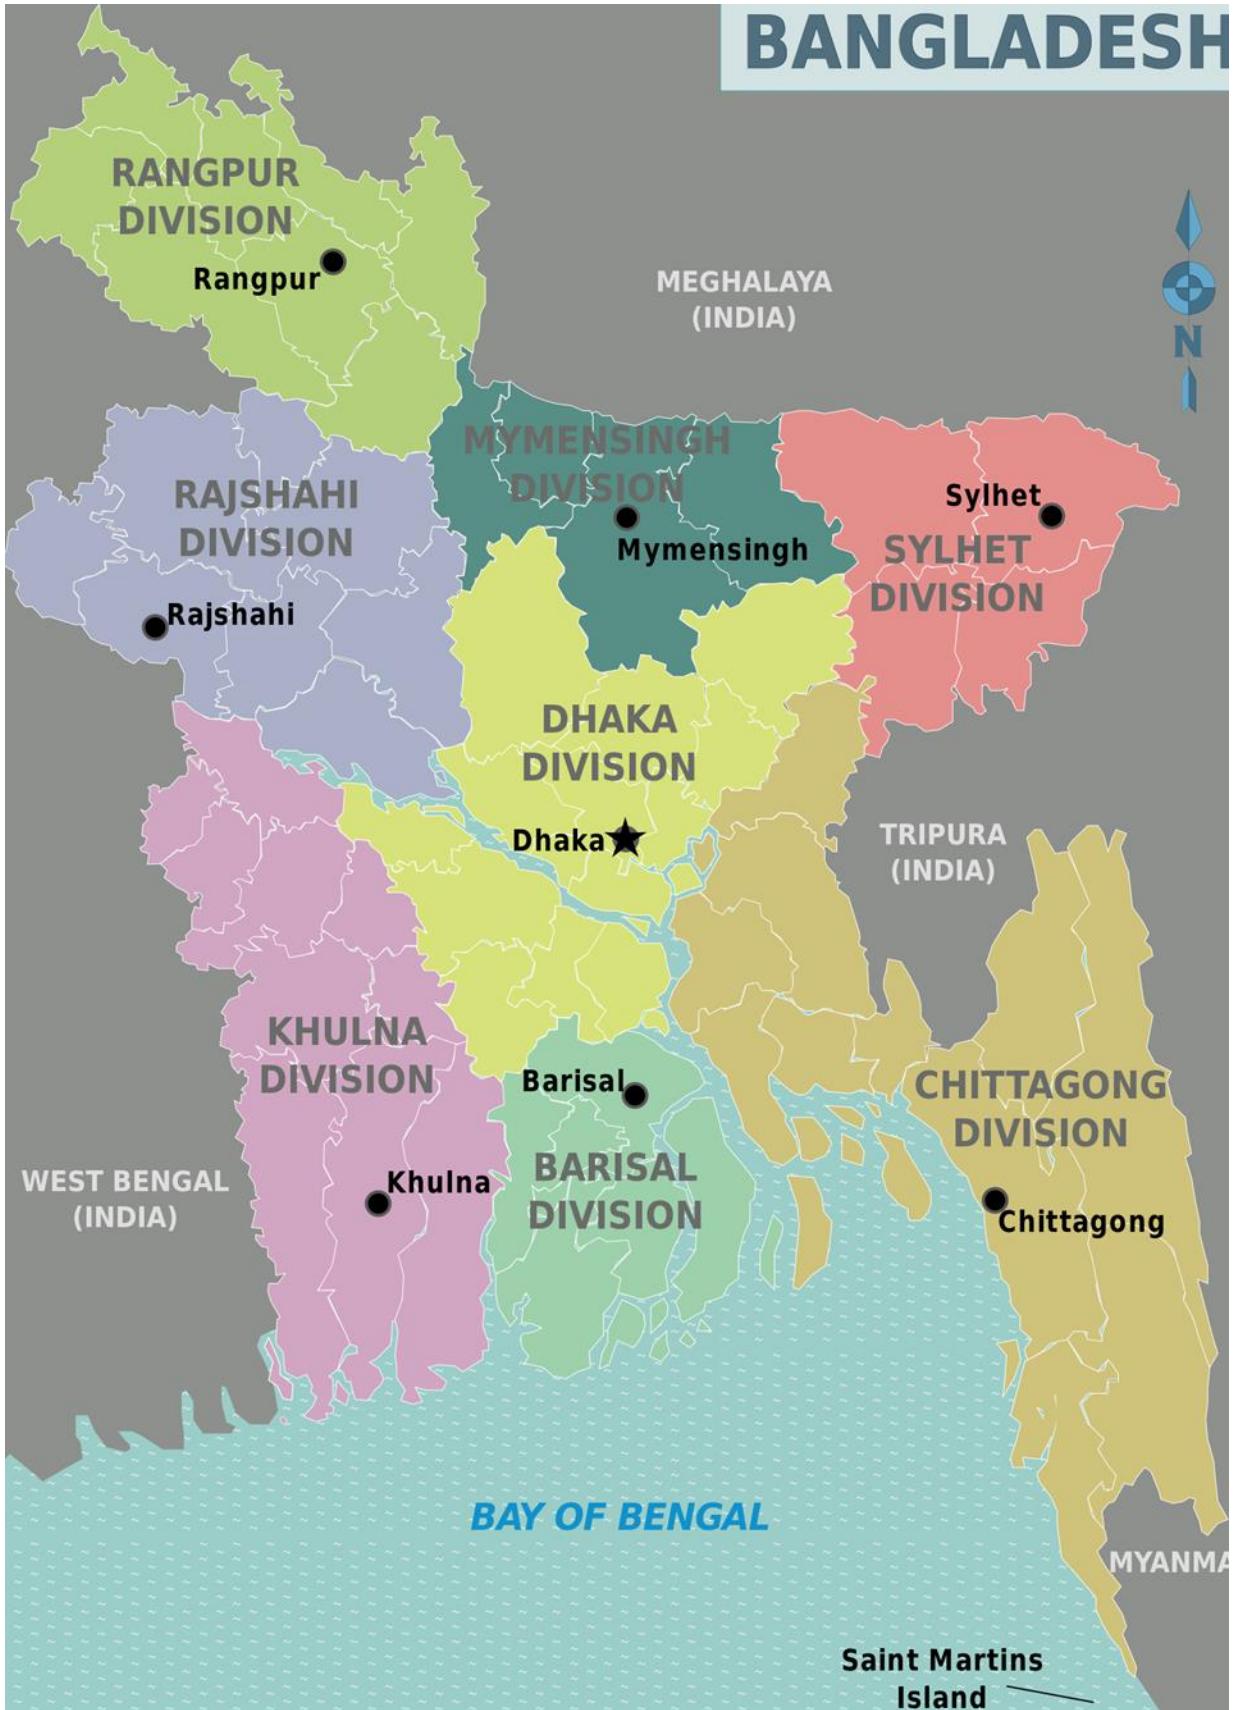 BANGLADESH
RANGPUR
DIVISION
Rangpur
MEGHALAYA
(INDIA)
N
MYMENSINGH
DIVISION
Mymensingh
RAJSHAHI
DIVISION
Rajshahi
Sylhet
SYLHET
DIVISION
DHAKA
DIVISION
Dhaka
TRIPURA
(INDIA)
KHULNA
DIVISION
Khulna
Barisal
BARISAL
DIVISION
CHITTAGONG
DIVISION
Chittagong
WEST BENGAL
(INDIA)
BAY OF BENGAL
MYANMA
Saint Martins
Island